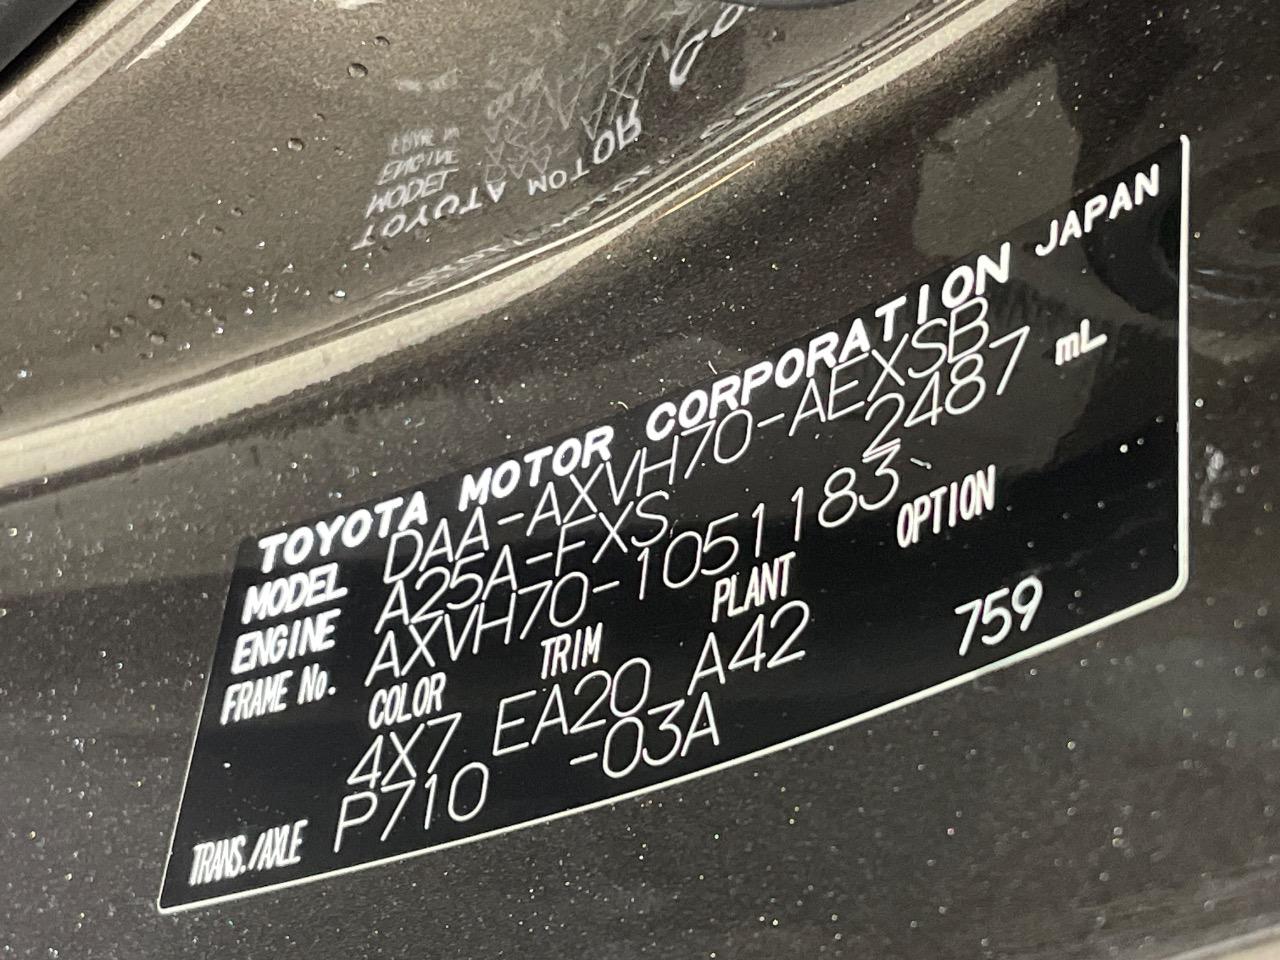 TOYOTA MOTOR CORPORATION JAPAN
MODEL DAA-AXVH70-AEXSB
ENGINE A25A-FXS 2487 mL
FRAME No. AXVH70-1051183
COLOR TRIM PLANT OPTION
4X7 EA20 A42 759
TRANS./AXLE P710 -03A